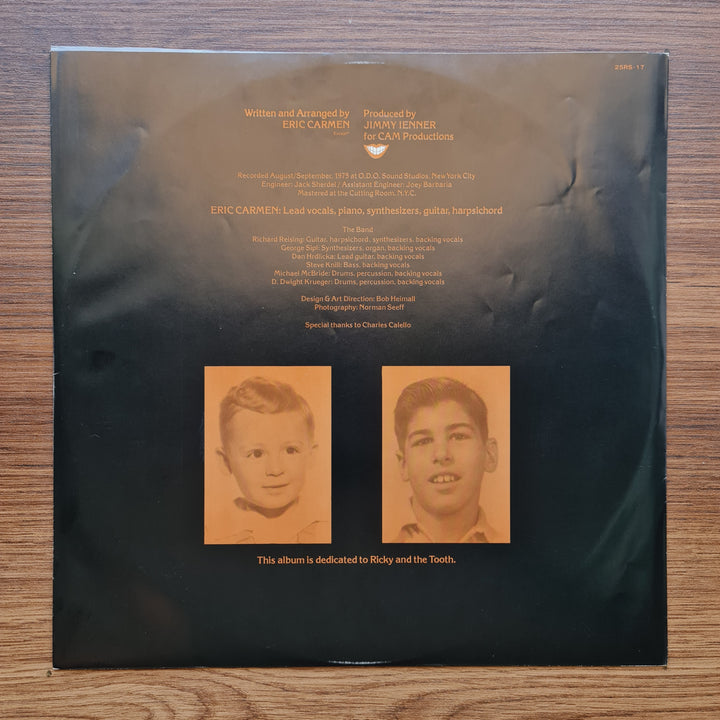 25RS-17
Written and Arranged by
ERIC CARMEN
Produced by
JIMMY IENNER
for CAM Productions
Recorded August/September, 1975 at O.D.O. Sound Studios, New York City
Engineer: Jack Sherdel / Assistant Engineer: Joey Barbaria
Mastered at the Cutting Room, N.Y.C.
ERIC CARMEN: Lead vocals, piano, synthesizers, guitar, harpsichord
The Band
Richard Reising: Guitar, harpsichord, synthesizers, backing vocals
George Sipl: Synthesizers, organ, backing vocals
Dan Hrdlicka: Lead guitar, backing vocals
Steve Knill: Bass, backing vocals
Michael McBride: Drums, percussion, backing vocals
D. Dwight Krueger: Drums, percussion, backing vocals
Design & Art Direction: Bob Heimall
Photography: Norman Seeff
Special thanks to Charles Calello
This album is dedicated to Ricky and the Tooth.